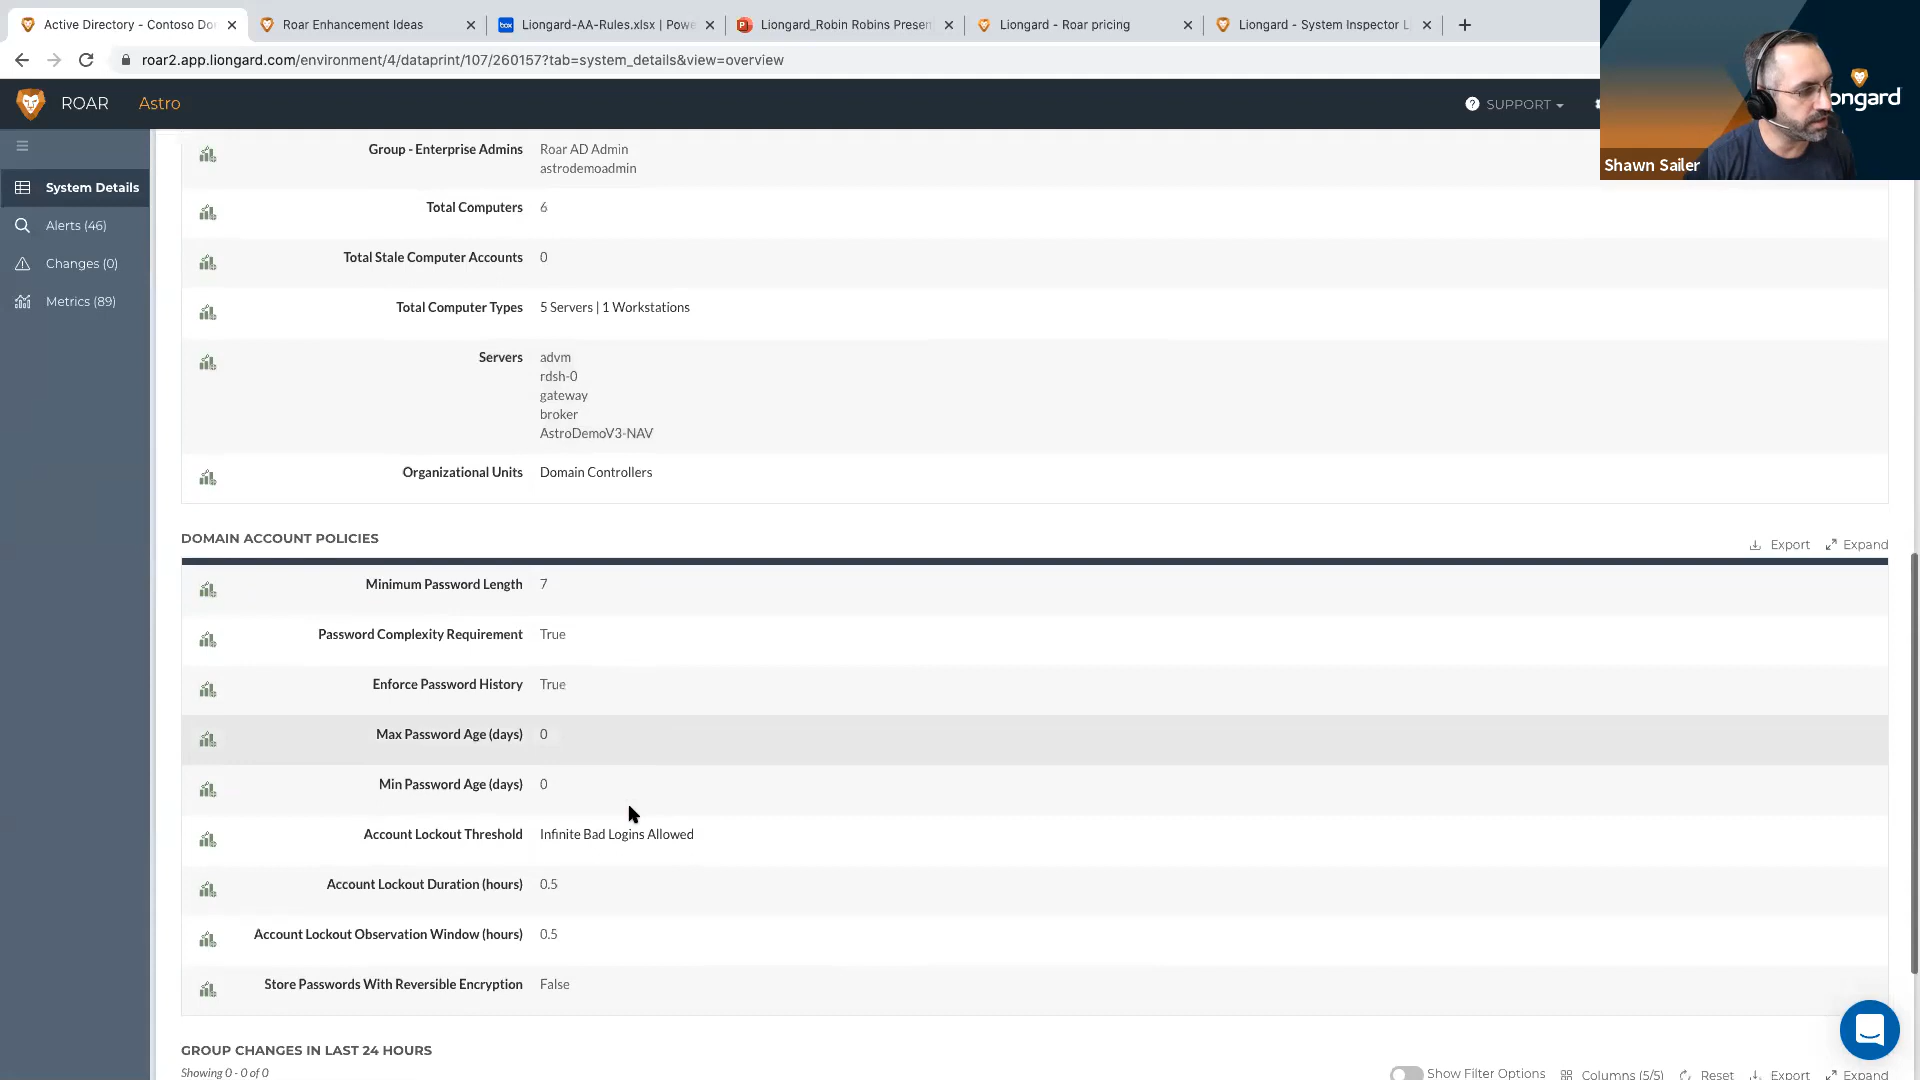 Active Directory - Contoso Do
Roar Enhancement Ideas
box
Liongard-AA-Rules.xlsx | Powe
Liongard_Robin Robins Presen
Liongard - Roar pricing
Liongard - System Inspector L
roar2.app.liongard.com/environment/4/dataprint/107/260157?tab=system_details&view=overview
ROAR
Astro
SUPPORT
ongard
Shawn Sailer
System Details
Alerts (46)
Changes (0)
Metrics (89)
Group - Enterprise Admins
Roar AD Admin
astrodemoadmin
Total Computers
6
Total Stale Computer Accounts
0
Total Computer Types
5 Servers | 1 Workstations
Servers
advm
rdsh-0
gateway
broker
AstroDemoV3-NAV
Organizational Units
Domain Controllers
DOMAIN ACCOUNT POLICIES
Export
Expand
Minimum Password Length
7
Password Complexity Requirement
True
Enforce Password History
True
Max Password Age (days)
0
Min Password Age (days)
0
Account Lockout Threshold
Infinite Bad Logins Allowed
Account Lockout Duration (hours)
0.5
Account Lockout Observation Window (hours)
0.5
Store Passwords With Reversible Encryption
False
GROUP CHANGES IN LAST 24 HOURS
Showing 0 - 0 of 0
Show Filter Options
Columns (5/5)
Reset
Export
Expand